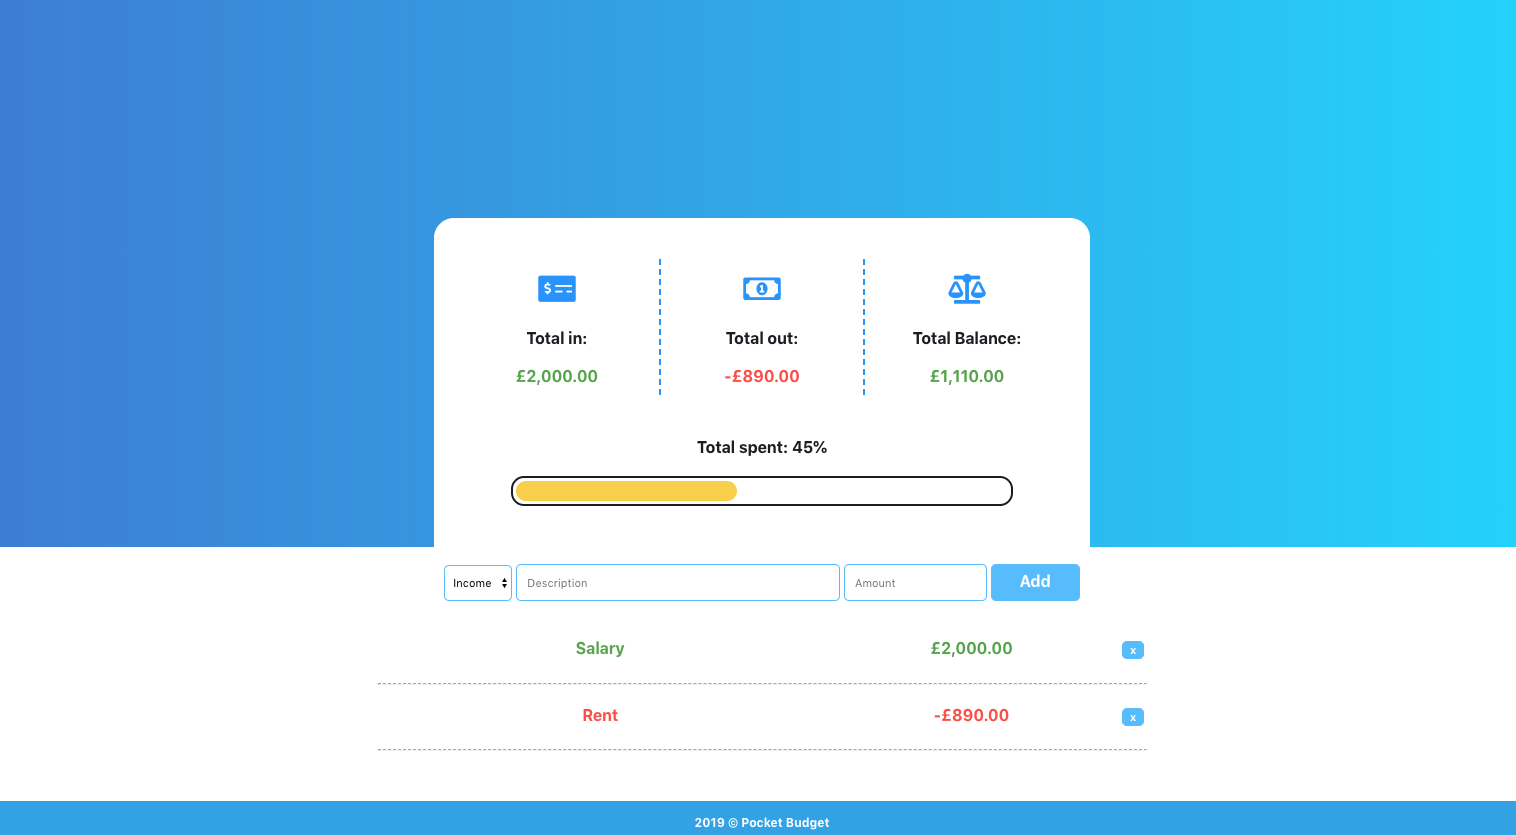 Total in:
Total out:
Total Balance:
£2,000.00
-£890.00
£1,110.00
Total spent: 45%
Income
Description
Amount
Add
Salary
£2,000.00
x
Rent
-£890.00
x
2019 © Pocket Budget